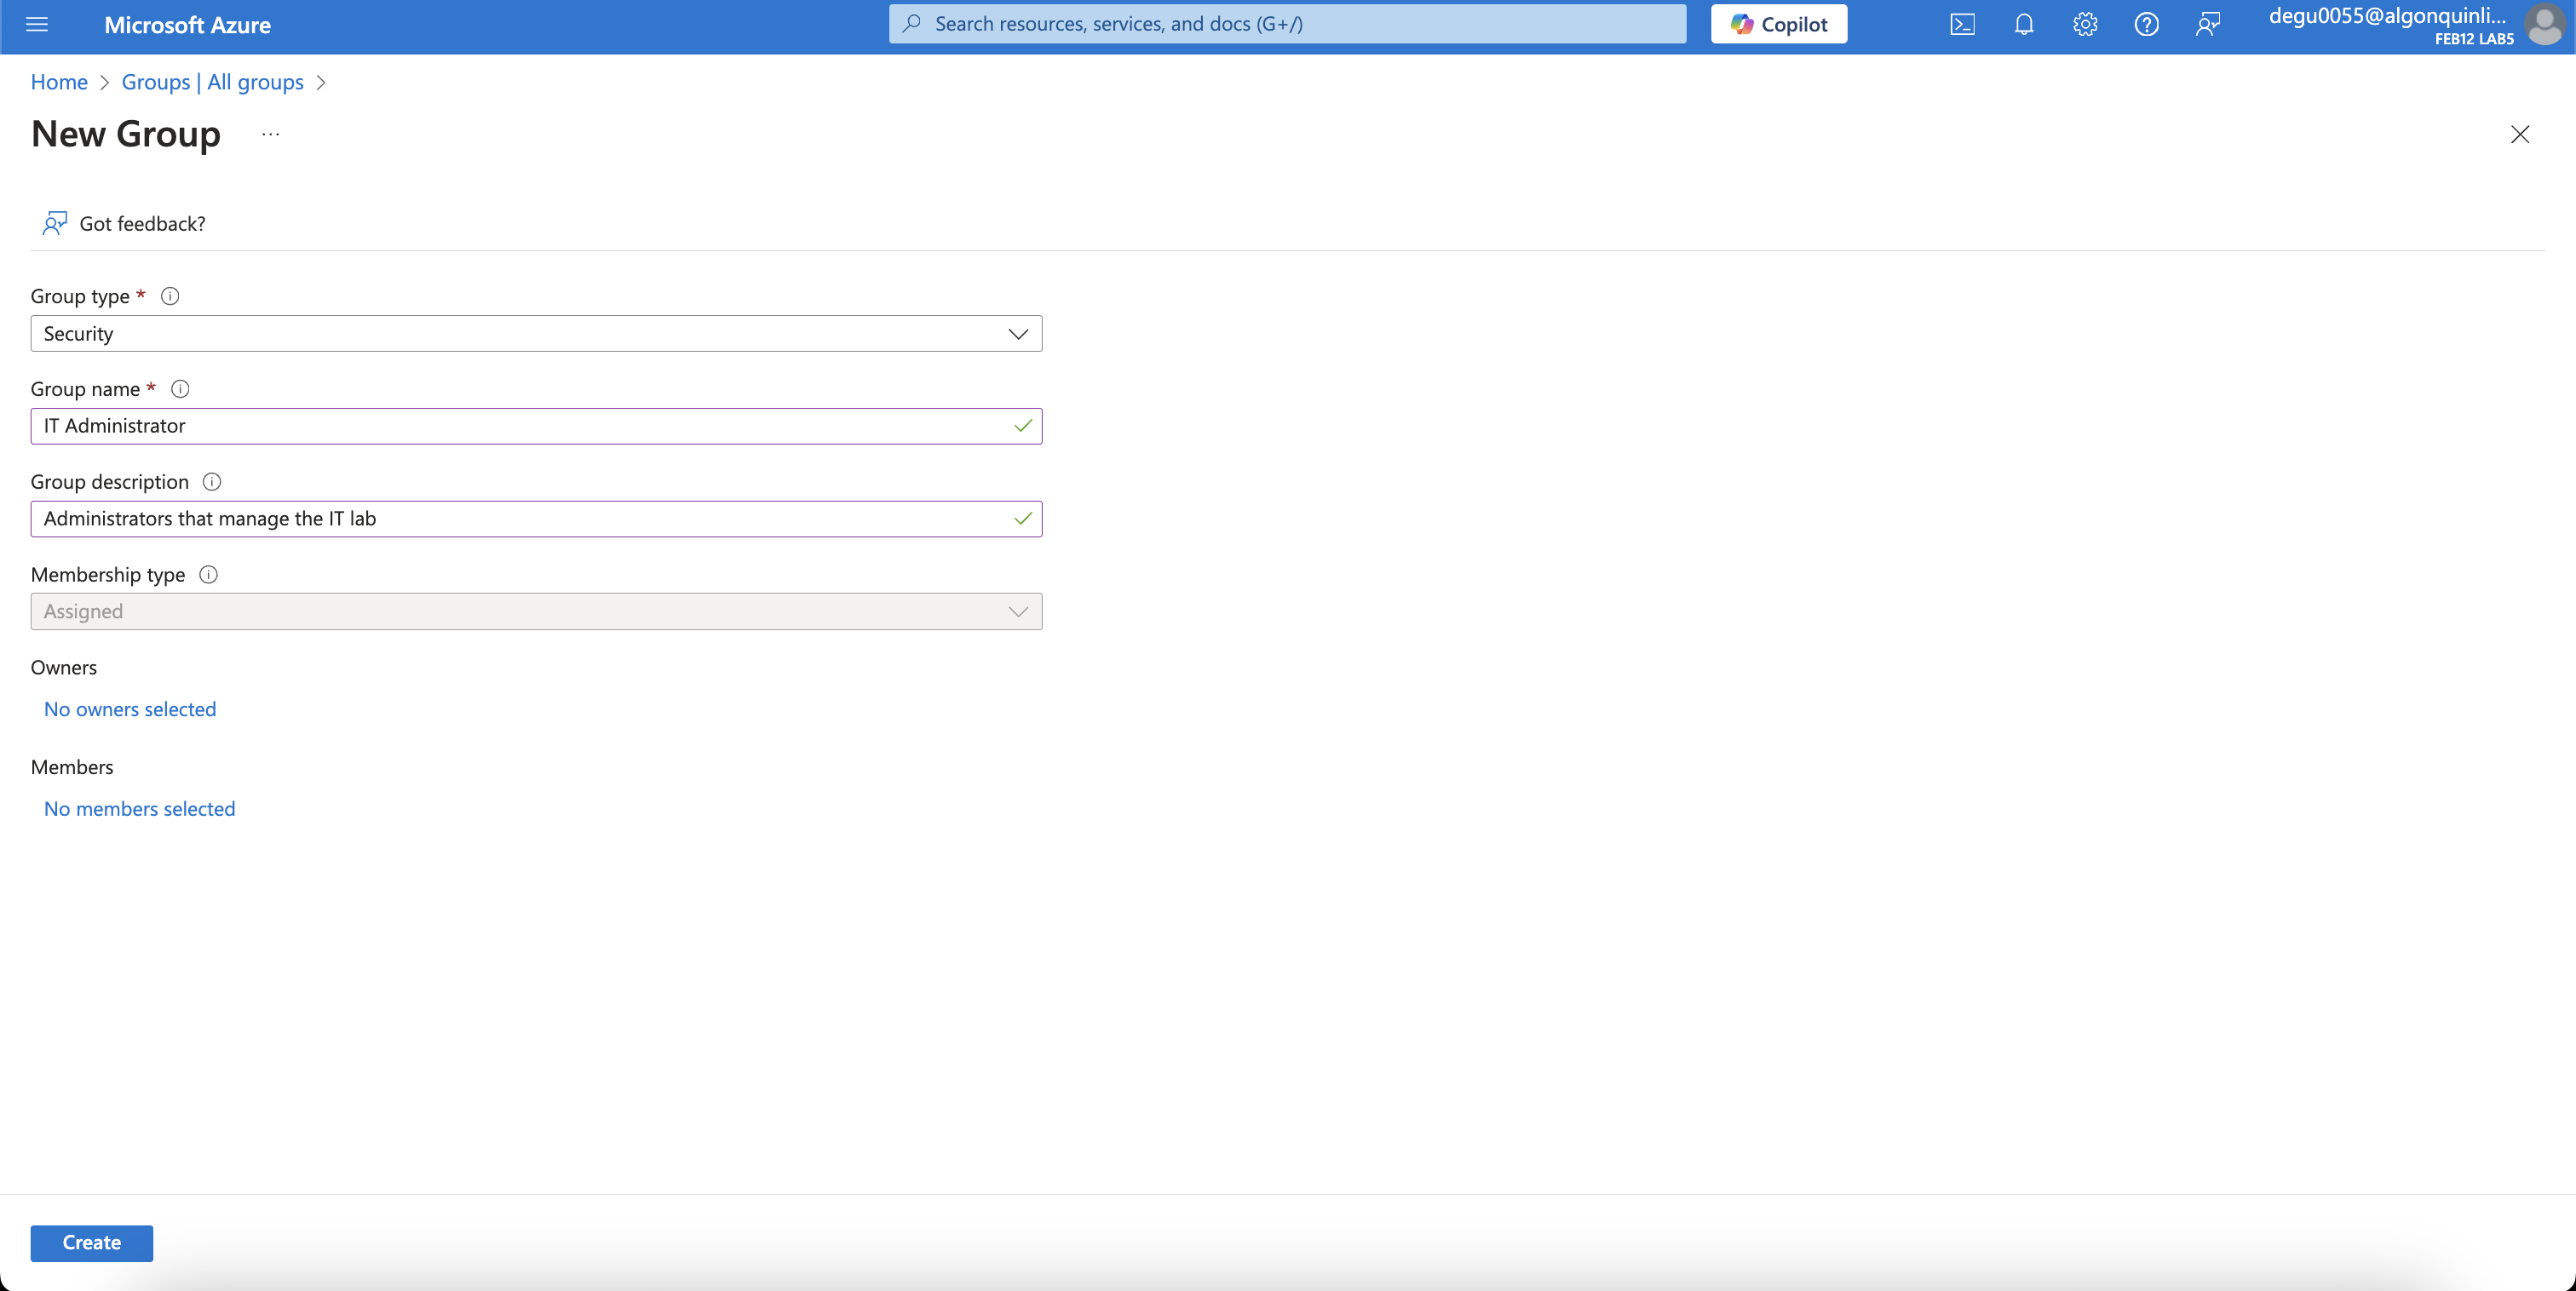 Microsoft Azure
Search resources, services, and docs (G+/)
Copilot
degu0055@algonquinli...
FEB12 LAB5
Home > Groups | All groups >
New Group ...
Got feedback?
Group type *
Security
Group name *
IT Administrator
Group description
Administrators that manage the IT lab
Membership type
Assigned
Owners
No owners selected
Members
No members selected
Create